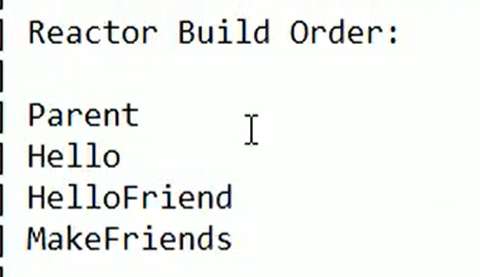 Reactor Build Order:
Parent
Hello
HelloFriend
MakeFriends